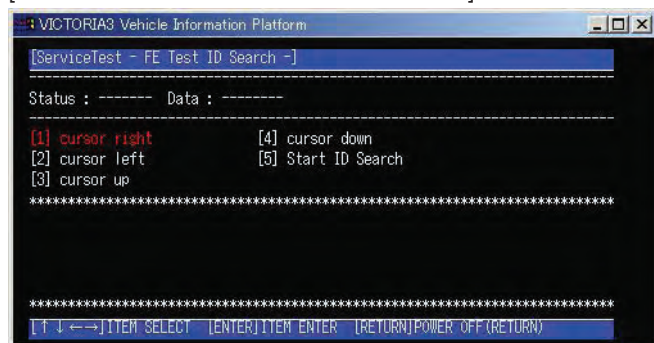 [
]
VICTORIA3 Vehicle Information Platform
[ServiceTest - FE Test ID Search -]
--------------------------------------------------------------------------
Status : ------- Data : --------
--------------------------------------------------------------------------
[1] cursor right [4] cursor down
[2] cursor left [5] Start ID Search
[3] cursor up
**************************************************************************
**************************************************************************
[↑↓←→]ITEM SELECT [ENTER]ITEM ENTER [RETURN]POWER OFF(RETURN)